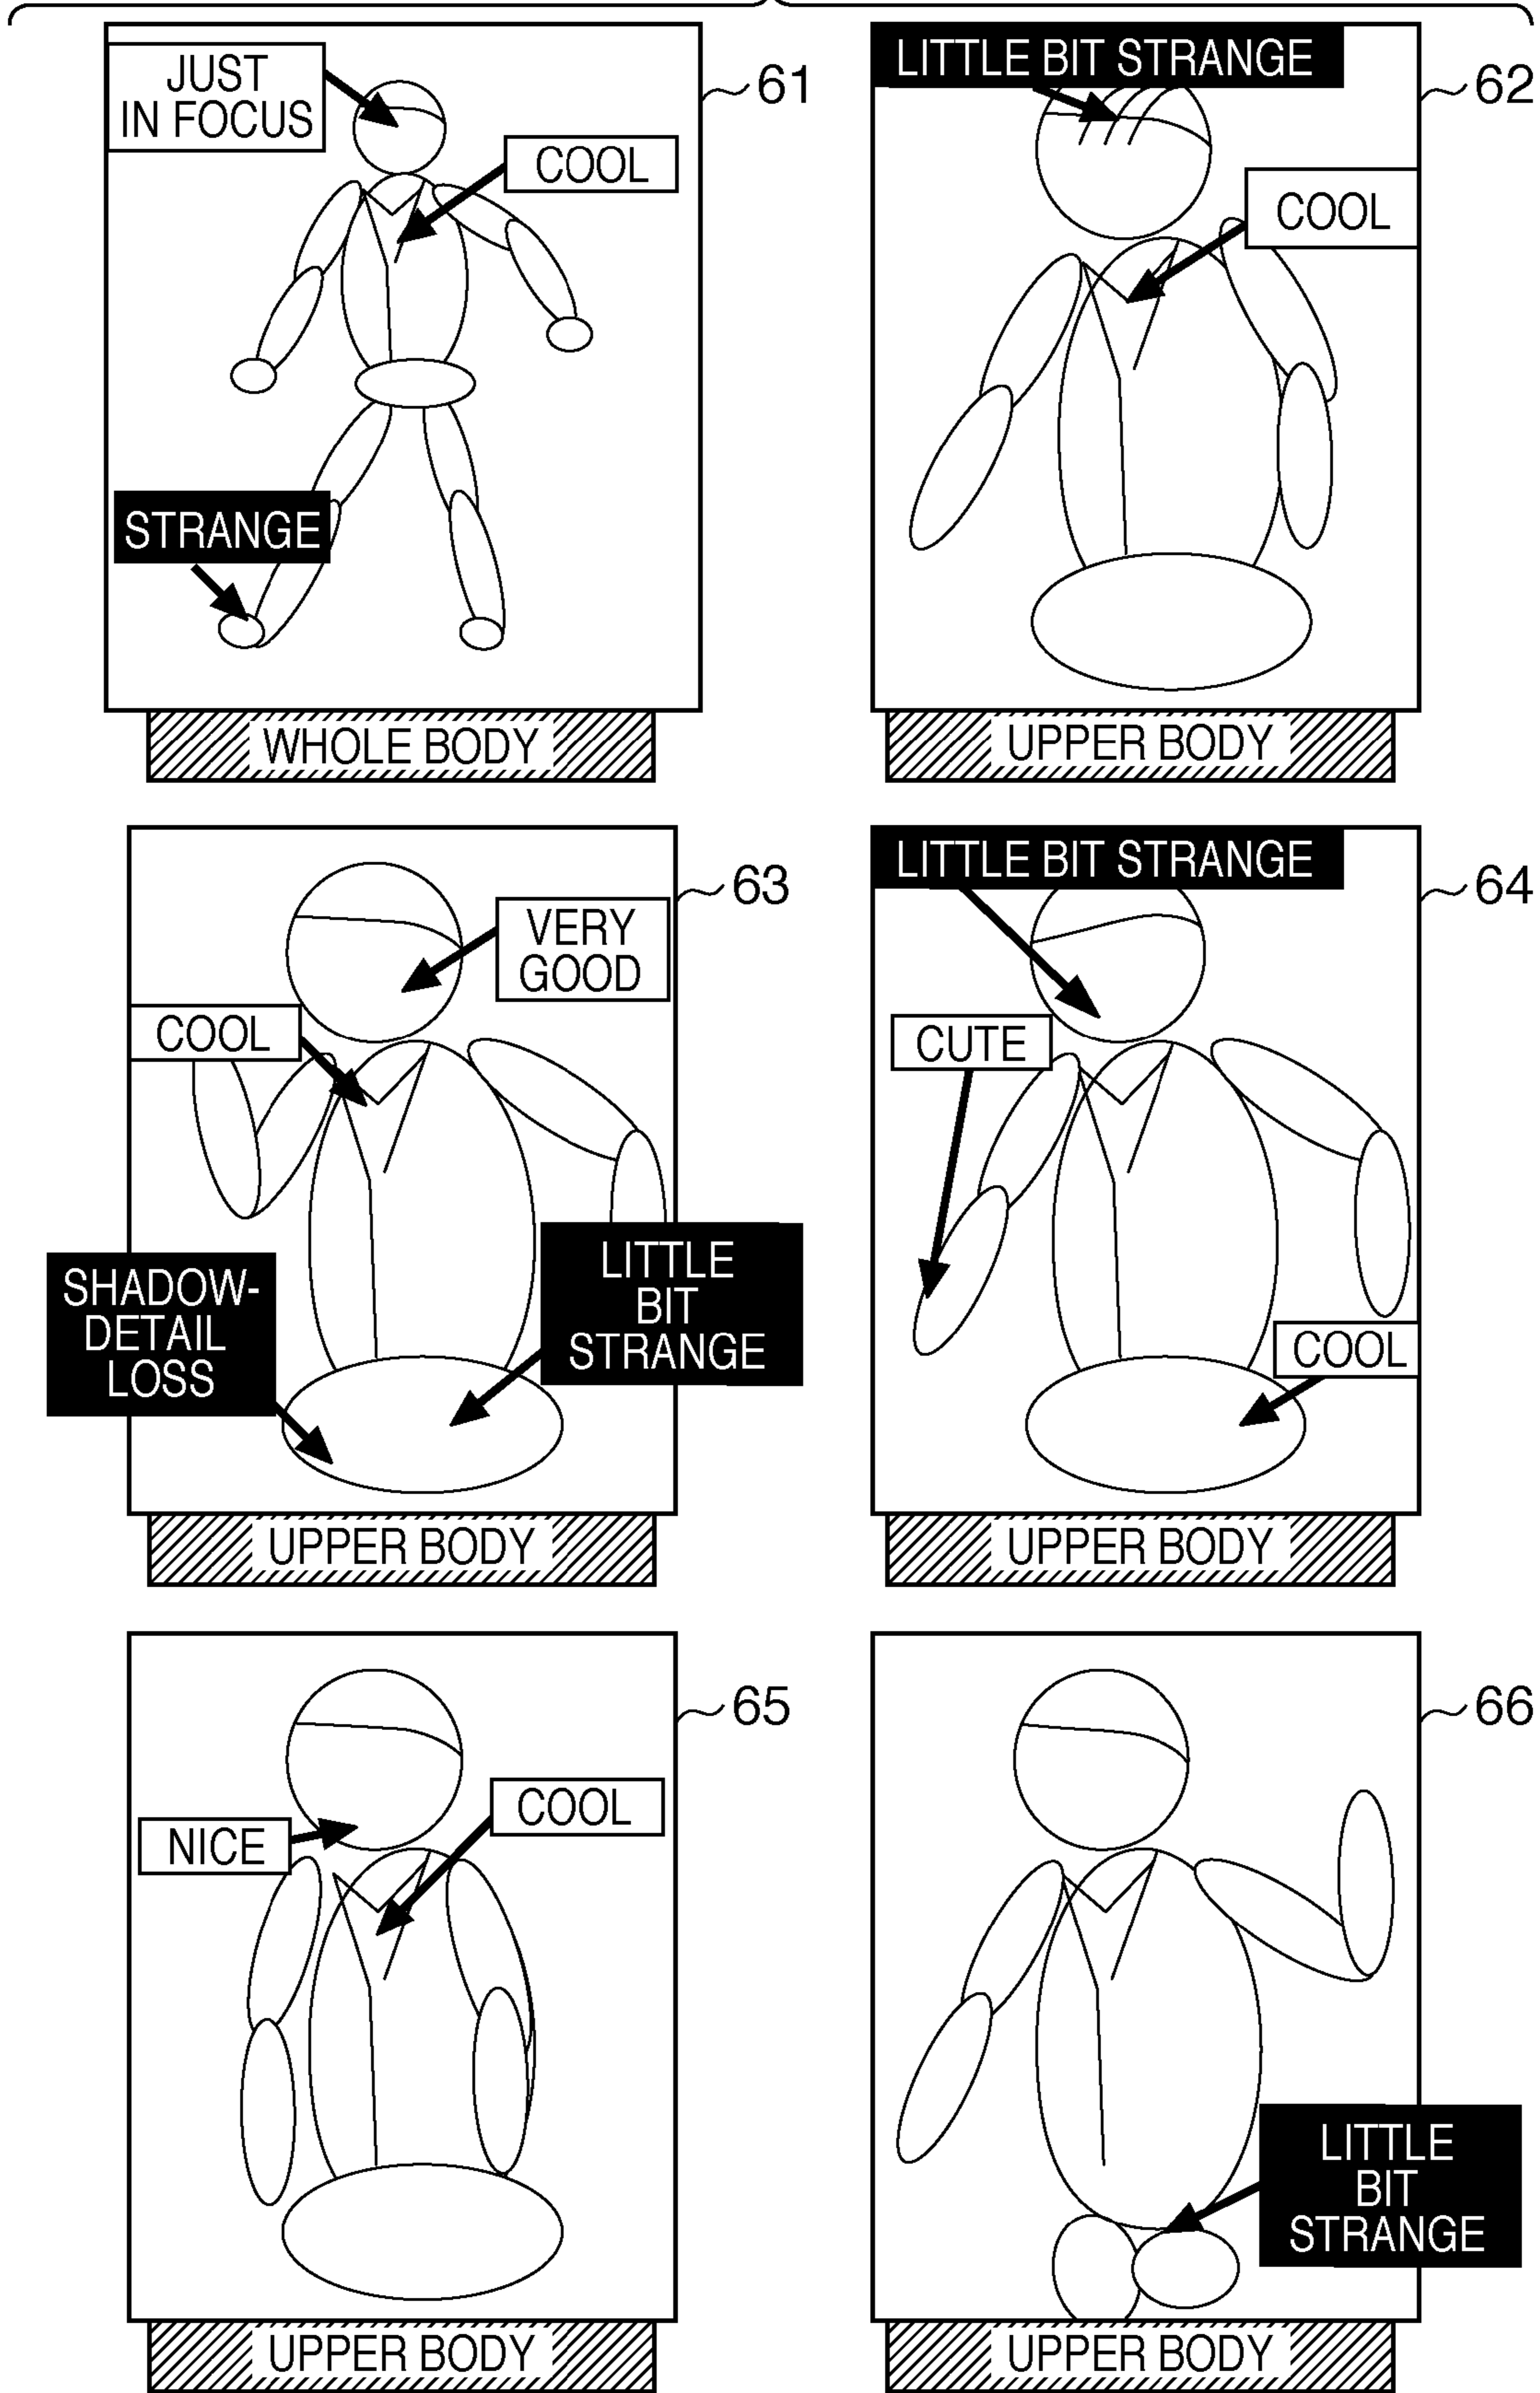 JUST
IN FOCUS
COOL
61
STRANGE
WHOLE BODY
LITTLE BIT STRANGE
62
COOL
UPPER BODY
63
VERY
GOOD
COOL
SHADOW-
DETAIL
LOSS
LITTLE
BIT
STRANGE
UPPER BODY
LITTLE BIT STRANGE
64
CUTE
COOL
UPPER BODY
65
COOL
NICE
UPPER BODY
66
LITTLE
BIT
STRANGE
UPPER BODY